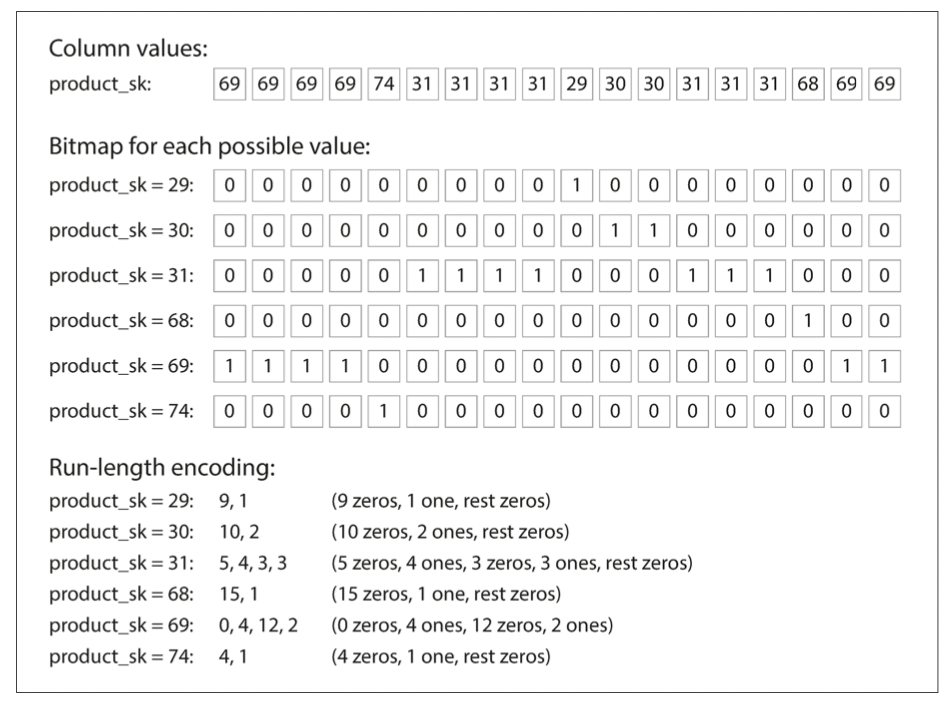 Column values:
product_sk: 69 69 69 69 74 31 31 31 31 29 30 30 31 31 31 68 69 69
Bitmap for each possible value:
product_sk = 29: 0 0 0 0 0 0 0 0 0 1 0 0 0 0 0 0 0 0
product_sk = 30: 0 0 0 0 0 0 0 0 0 0 1 1 0 0 0 0 0 0
product_sk = 31: 0 0 0 0 0 1 1 1 1 0 0 0 1 1 1 0 0 0
product_sk = 68: 0 0 0 0 0 0 0 0 0 0 0 0 0 0 0 1 0 0
product_sk = 69: 1 1 1 1 0 0 0 0 0 0 0 0 0 0 0 0 1 1
product_sk = 74: 0 0 0 0 1 0 0 0 0 0 0 0 0 0 0 0 0 0
Run-length encoding:
product_sk = 29: 9, 1 (9 zeros, 1 one, rest zeros)
product_sk = 30: 10, 2 (10 zeros, 2 ones, rest zeros)
product_sk = 31: 5, 4, 3, 3 (5 zeros, 4 ones, 3 zeros, 3 ones, rest zeros)
product_sk = 68: 15, 1 (15 zeros, 1 one, rest zeros)
product_sk = 69: 0, 4, 12, 2 (0 zeros, 4 ones, 12 zeros, 2 ones)
product_sk = 74: 4, 1 (4 zeros, 1 one, rest zeros)